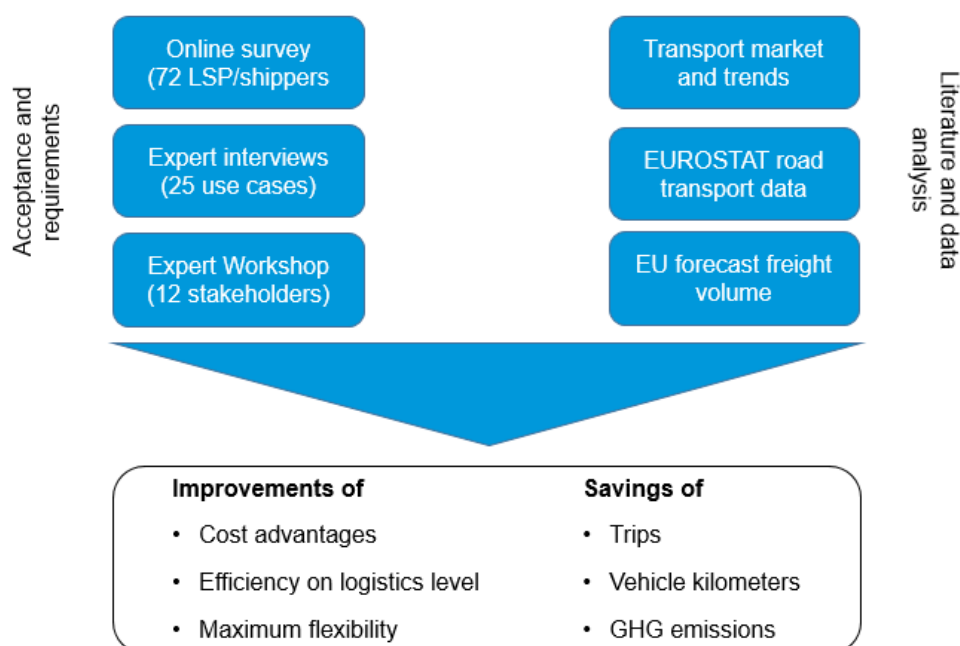 Acceptance and
requirements
Online survey
(72 LSP/shippers
Expert interviews
(25 use cases)
Expert Workshop
(12 stakeholders)
Transport market
and trends
EUROSTAT road
transport data
EU forecast freight
volume
Literature and data
analysis
Improvements of
• Cost advantages
• Efficiency on logistics level
• Maximum flexibility
Savings of
• Trips
• Vehicle kilometers
• GHG emissions